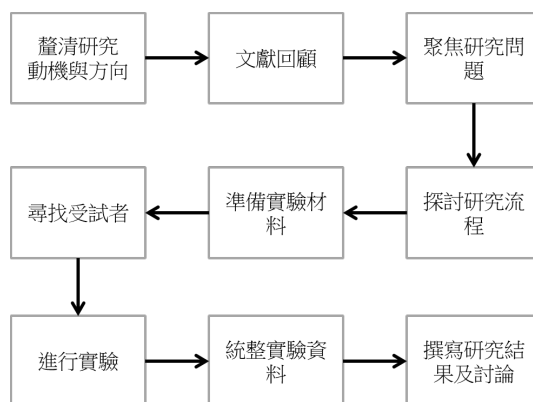 釐清研究
動機與方向
文獻回顧
聚焦研究問
題
探討研究流
程
準備實驗材
料
尋找受試者
進行實驗
統整實驗資
料
撰寫研究結
果及討論